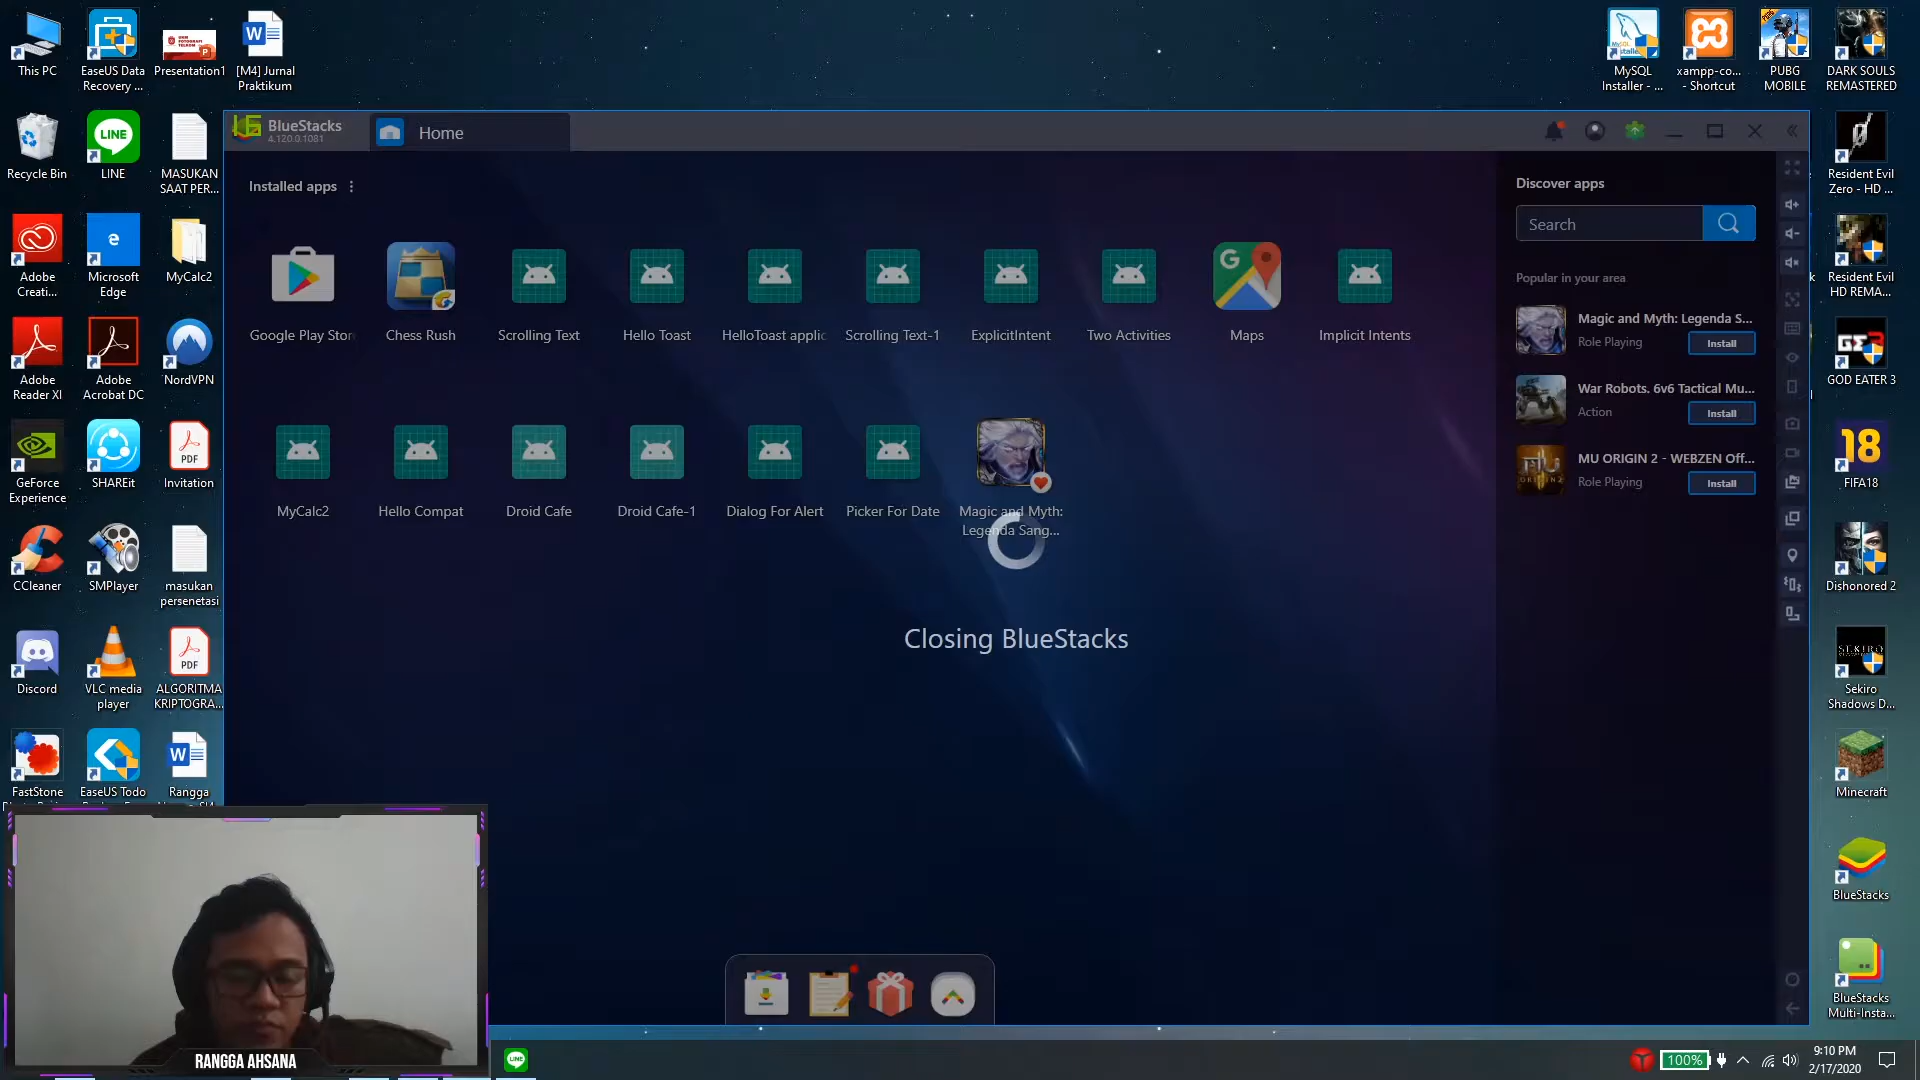 This PC
EaseUS Data
Recovery ...
Presentation1
[M4] Jurnal
Praktikum
MySQL
Installer - ...
xampp-co...
- Shortcut
PUBG
MOBILE
DARK SOULS
REMASTERED
Recycle Bin
LINE
MASUKAN
SAAT PER...
BlueStacks
4.120.0.1081
Home
Resident Evil
Zero - HD ...
Installed apps
Discover apps
Search
Adobe
Creati...
Microsoft
Edge
MyCalc2
Google Play Stor
Chess Rush
Scrolling Text
Hello Toast
HelloToast applic
Scrolling Text-1
ExplicitIntent
Two Activities
Maps
Implicit Intents
Popular in your area
Magic and Myth: Legenda S...
Role Playing
Install
Resident Evil
HD REMA...
Adobe
Reader XI
Adobe
Acrobat DC
NordVPN
War Robots. 6v6 Tactical Mu...
Action
Install
GOD EATER 3
GeForce
Experience
SHAREit
PDF
Invitation
MyCalc2
Hello Compat
Droid Cafe
Droid Cafe-1
Dialog For Alert
Picker For Date
Magic and Myth:
Legenda Sang...
MU ORIGIN 2 - WEBZEN Off...
Role Playing
Install
18
FIFA18
CCleaner
SMPlayer
masukan
persenetasi
Closing BlueStacks
Dishonored 2
Discord
VLC media
player
PDF
ALGORITMA
KRIPTOGRA...
SEKIRO
Sekiro
Shadows D...
FastStone
EaseUS Todo
Rangga
Minecraft
BlueStacks
BlueStacks
Multi-Insta...
RANGGA AHSANA
LINE
100%
9:10 PM
2/17/2020